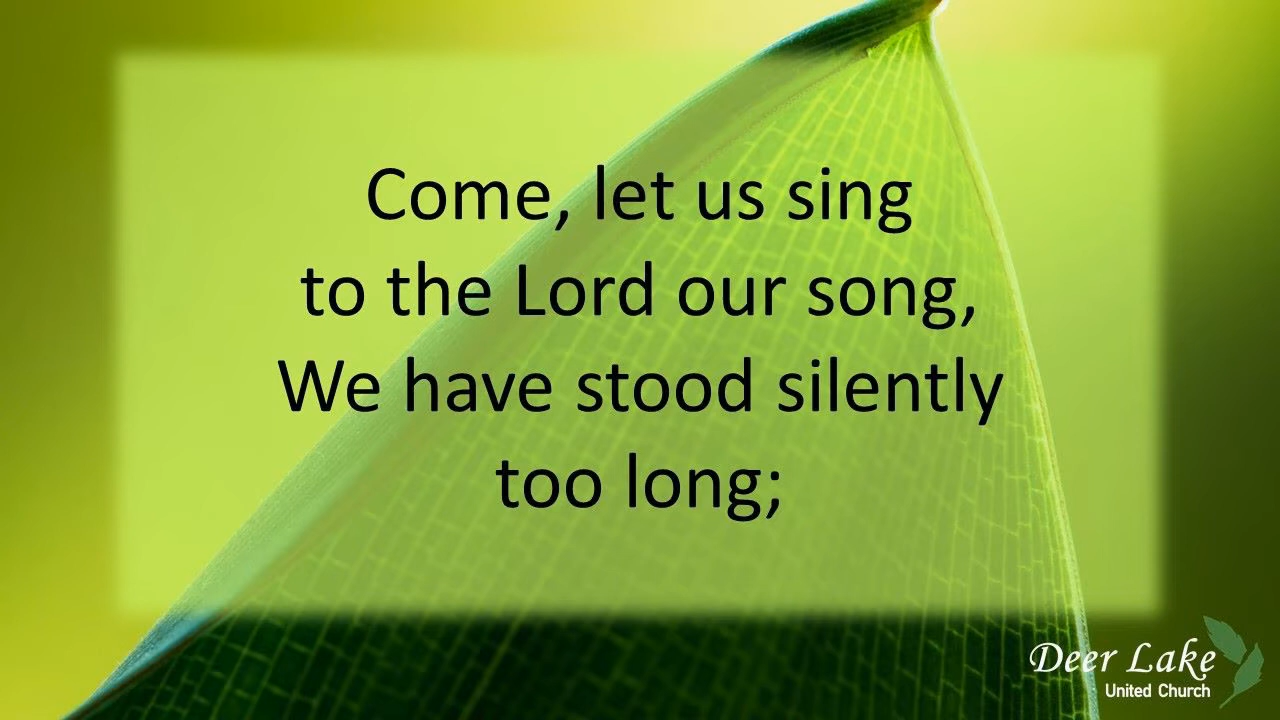 Come, let us sing
to the Lord our song,
We have stood silently
too long;
Deer Lake
United Church